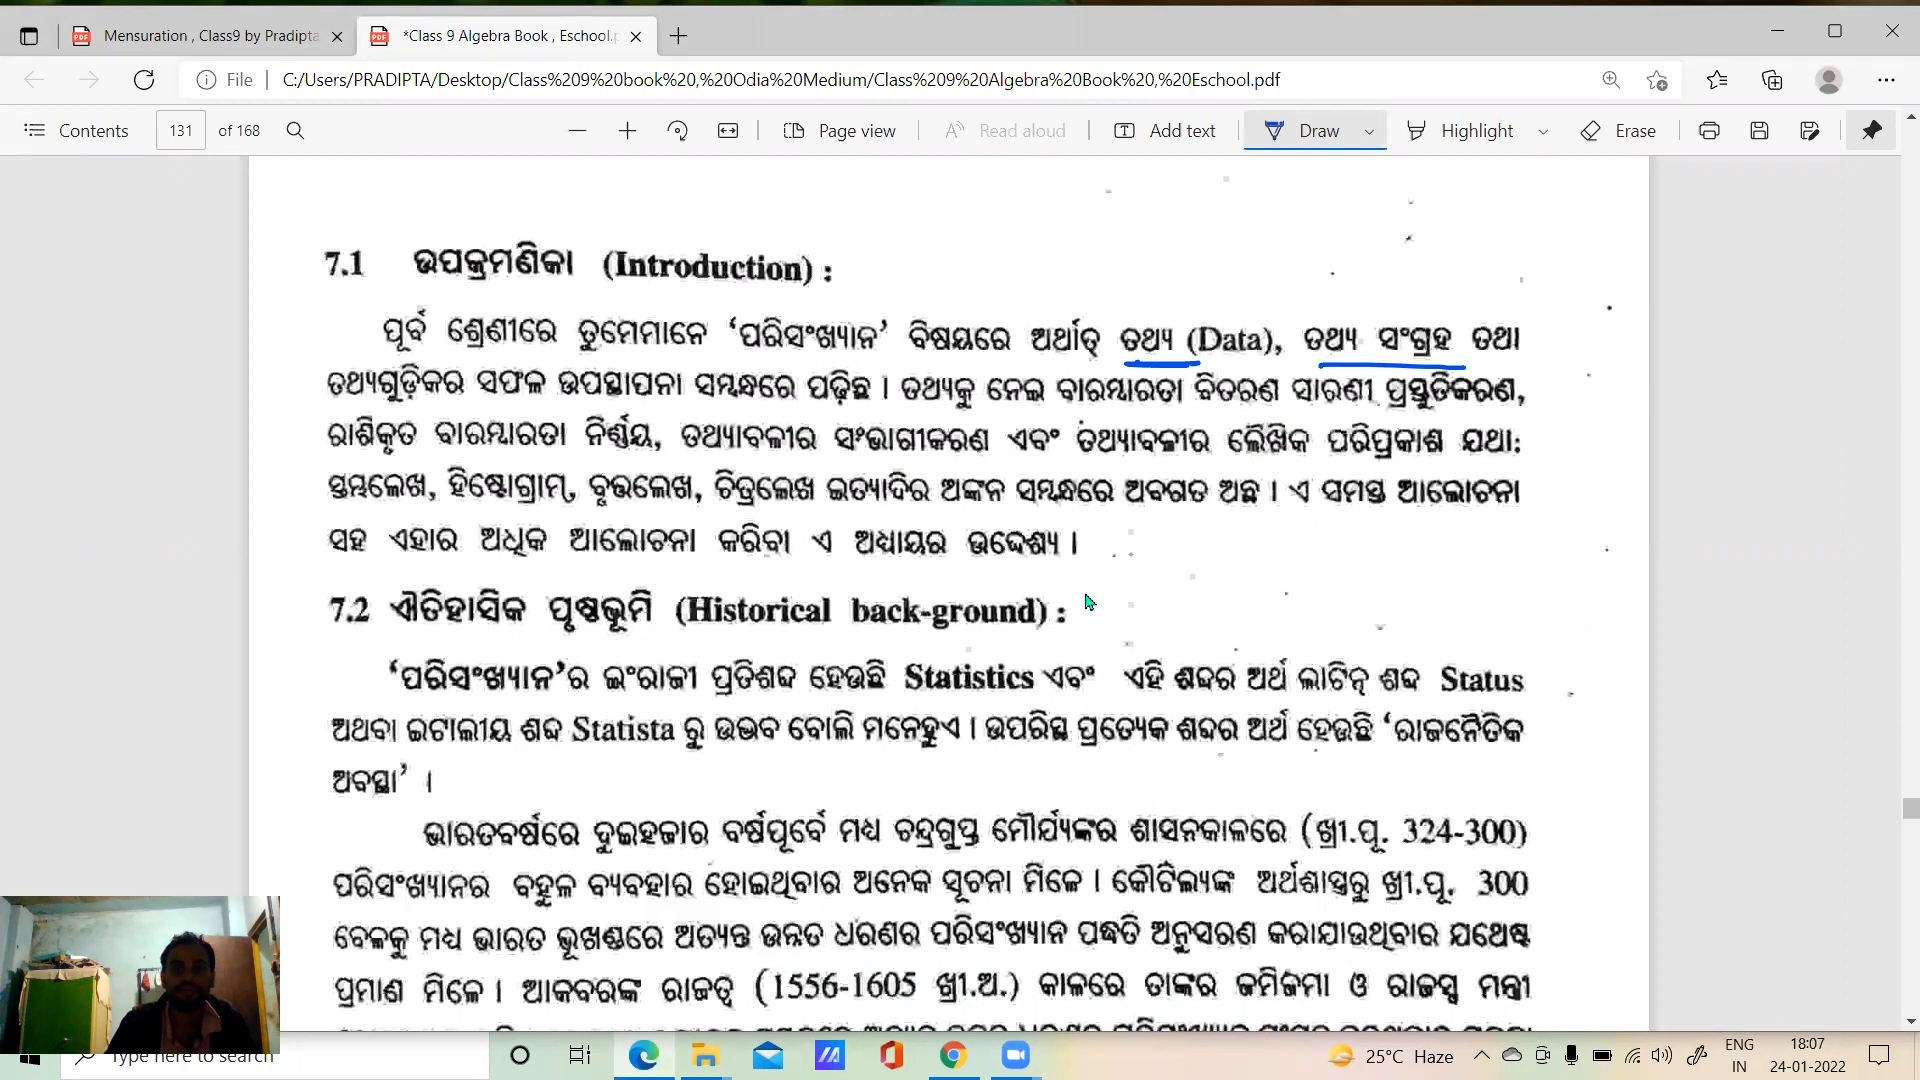 Mensuration , Class9 by Pradipta
*Class 9 Algebra Book , Eschool.p
File
C:/Users/PRADIPTA/Desktop/Class%209%20book%20,%20Odia%20Medium/Class%209%20Algebra%20Book%20,%20Eschool.pdf
Contents 131 of 168 Page view Read aloud Add text Draw Highlight Erase
7.1 ଉପକ୍ରମଣିକା (Introduction) :
ପୂର୍ବ ଶ୍ରେଣୀରେ ତୁମେମାନେ ‘ପରିସଂଖ୍ୟାନ’ ବିଷୟରେ ଅର୍ଥାତ୍ ତଥ୍ୟ (Data), ତଥ୍ୟ ସଂଗ୍ରହ ତଥା
ତଥ୍ୟଗୁଡ଼ିକର ସଫଳ ଉପସ୍ଥାପନା ସମ୍ବନ୍ଧରେ ପଢ଼ିଛ । ତଥ୍ୟକୁ ନେଇ ବାରମ୍ବାରତା ବିତରଣ ସାରଣୀ ପ୍ରସ୍ତୁତିକରଣ,
ରାଶିକୃତ ବାରମ୍ବାରତା ନିର୍ଣ୍ଣୟ, ତଥ୍ୟାବଳୀର ସଂଭାଗୀକରଣ ଏବଂ ତଥ୍ୟାବଳୀର ଲୈଖିକ ପରିପ୍ରକାଶ ଯଥା:
ସ୍ତମ୍ଭଲେଖ, ହିଷ୍ଟୋଗ୍ରାମ୍, ବୃତ୍ତଲେଖ, ଚିତ୍ରଲେଖ ଇତ୍ୟାଦିର ଅଙ୍କନ ସମ୍ବନ୍ଧରେ ଅବଗତ ଅଛ । ଏ ସମସ୍ତ ଆଲୋଚନା
ସହ ଏହାର ଅଧିକ ଆଲୋଚନା କରିବା ଏ ଅଧ୍ୟାୟର ଉଦ୍ଦେଶ୍ୟ ।
7.2 ଐତିହାସିକ ପୃଷ୍ଠଭୂମି (Historical back-ground) :
‘ପରିସଂଖ୍ୟାନ’ର ଇଂରାଜୀ ପ୍ରତିଶବ୍ଦ ହେଉଛି Statistics ଏବଂ ଏହି ଶବ୍ଦର ଅର୍ଥ ଲାଟିନ୍ ଶବ୍ଦ Status
ଅଥବା ଇଟାଲୀୟ ଶବ୍ଦ Statista ରୁ ଉଦ୍ଭବ ବୋଲି ମନେହୁଏ । ଉପରିସ୍ଥ ପ୍ରତ୍ୟେକ ଶବ୍ଦର ଅର୍ଥ ହେଉଛି ‘ରାଜନୈତିକ
ଅବସ୍ଥା’ ।
ଭାରତବର୍ଷରେ ଦୁଇହଜାର ବର୍ଷପୂର୍ବେ ମଧ୍ୟ ଚନ୍ଦ୍ରଗୁପ୍ତ ମୌର୍ଯ୍ୟଙ୍କର ଶାସନକାଳରେ (ଖ୍ରୀ.ପୂ. 324-300)
ପରିସଂଖ୍ୟାନର ବହୁଳ ବ୍ୟବହାର ହୋଇଥିବାର ଅନେକ ସୂଚନା ମିଳେ । କୌଟିଲ୍ୟଙ୍କ ଅର୍ଥଶାସ୍ତ୍ରରୁ ଖ୍ରୀ.ପୂ. 300
ବେଳକୁ ମଧ୍ୟ ଭାରତ ଭୂଖଣ୍ଡରେ ଅତ୍ୟନ୍ତ ଉନ୍ନତ ଧରଣର ପରିସଂଖ୍ୟାନ ପଦ୍ଧତି ଅନୁସରଣ କରାଯାଉଥିବାର ଯଥେଷ୍ଟ
ପ୍ରମାଣ ମିଳେ । ଆକବରଙ୍କ ରାଜତ୍ୱ (1556-1605 ଖ୍ରୀ.ଅ.) କାଳରେ ତାଙ୍କର ଜମିଜମା ଓ ରାଜସ୍ୱ ମନ୍ତ୍ରୀ
Type here to search
25°C Haze
ENG
IN
18:07
24-01-2022